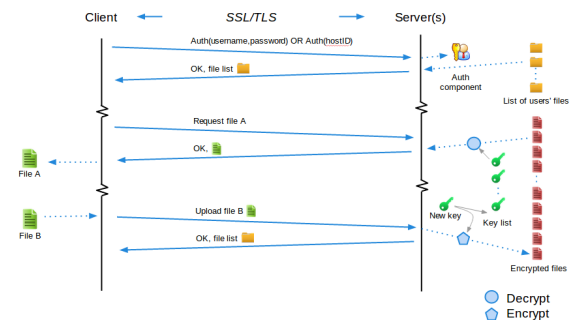 Client
SSL/TLS
Server(s)
Auth(username,password) OR Auth(hostID)
OK, file list
Auth
component
List of users' files
Request file A
OK,
File A
Upload file B
New key
Key list
File B
OK, file list
Encrypted files
Decrypt
Encrypt